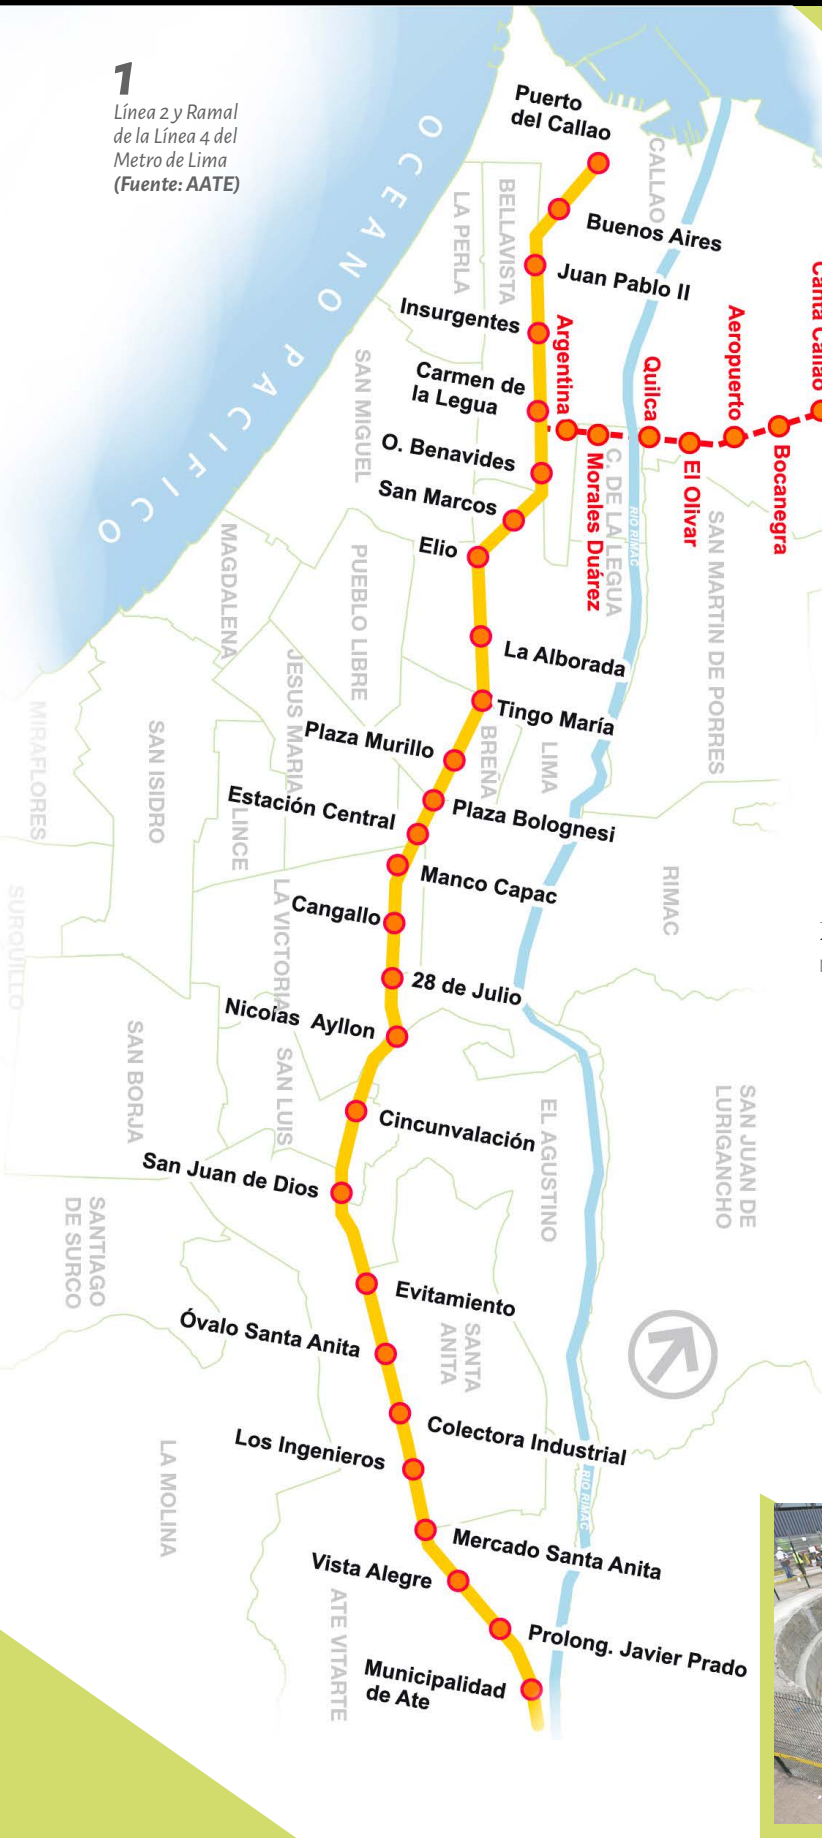 1
Línea 2 y Ramal
de la Línea 4 del
Metro de Lima
(Fuente: AATE)
OCEANO PACIFICO
Puerto
del Callao
CALLAO
BELLAVISTA
LA PERLA
Buenos Aires
Juan Pablo II
Insurgentes
Carmen de
la Legua
Argentina
Quilca
Aeropuerto
Canta Callao
SAN MIGUEL
O. Benavides
San Marcos
Elio
Morales Duárez
C. DE LA LEGUA
RIO RIMAC
El Olivar
Bocanegra
SAN MARTIN DE PORRES
MAGDALENA
PUEBLO LIBRE
La Alborada
JESUS MARIA
Tingo María
MIRAFLORES
SAN ISIDRO
Plaza Murillo
BREÑA
LIMA
Estación Central
Plaza Bolognesi
LINCE
Manco Capac
RIMAC
SURQUILLO
LA VICTORIA
Cangallo
28 de Julio
Nicolas Ayllon
SAN BORJA
SAN LUIS
Cincunvalación
EL AGUSTINO
SAN JUAN DE
LURIGANCHO
San Juan de Dios
SANTIAGO
DE SURCO
Evitamiento
Óvalo Santa Anita
SANTA
ANITA
Colectora Industrial
Los Ingenieros
LA MOLINA
RIO RIMAC
Mercado Santa Anita
Vista Alegre
ATE VITARTE
Prolong. Javier Prado
Municipalidad
de Ate